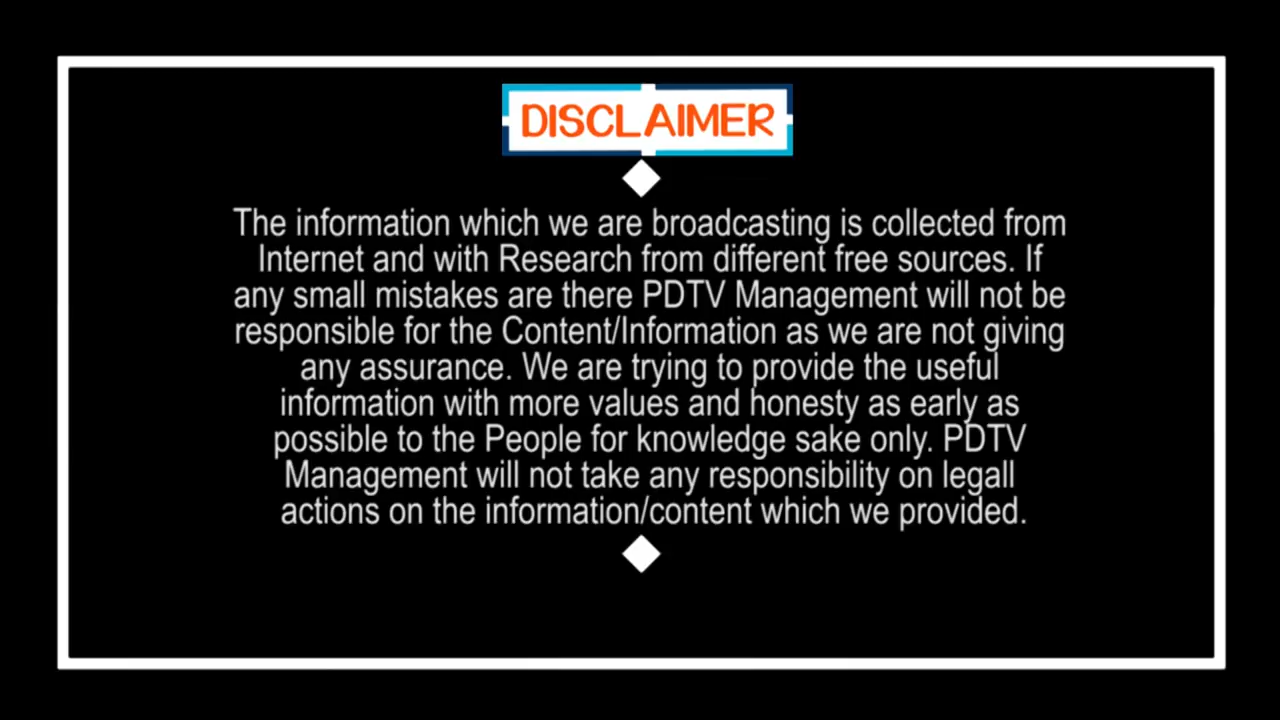 DISCLAIMER
The information which we are broadcasting is collected from
Internet and with Research from different free sources. If
any small mistakes are there PDTV Management will not be
responsible for the Content/Information as we are not giving
any assurance. We are trying to provide the useful
information with more values and honesty as early as
possible to the People for knowledge sake only. PDTV
Management will not take any responsibility on legall
actions on the information/content which we provided.